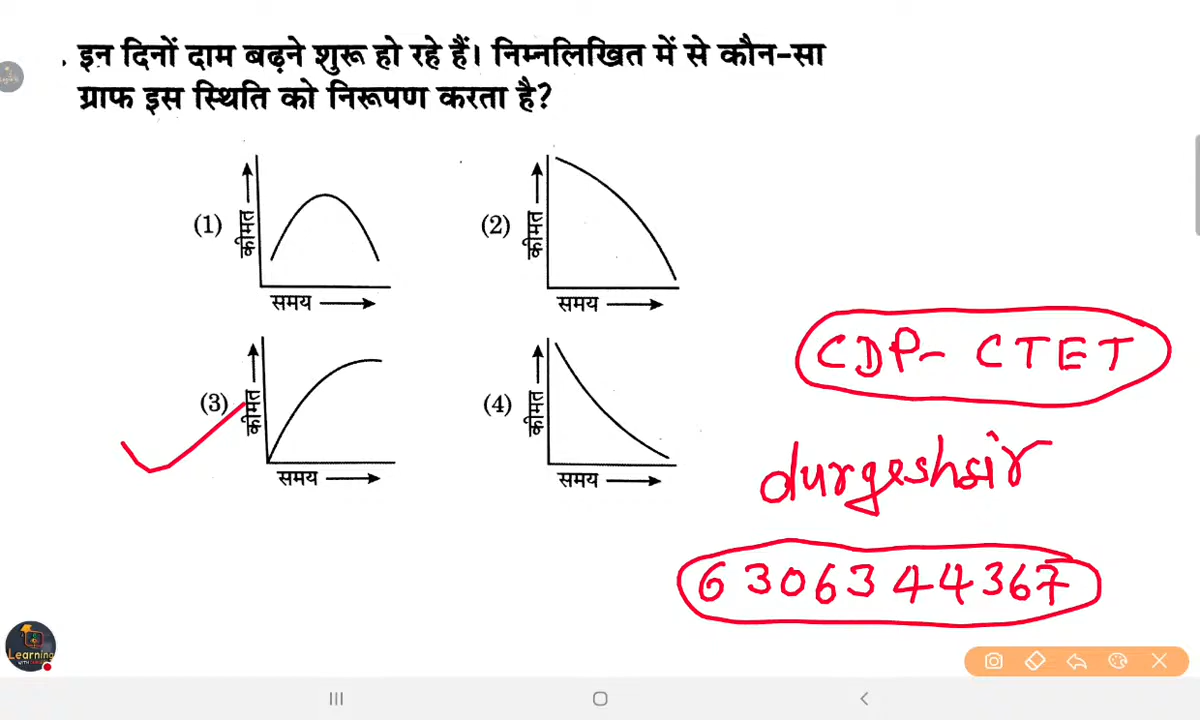 इन दिनों दाम बढ़ने शुरू हो रहे हैं। निम्नलिखित में से कौन-सा
ग्राफ इस स्थिति को निरूपण करता है?
(1)
कीमत
समय
(2)
कीमत
समय
(3)
कीमत
समय
(4)
कीमत
समय
CDP- CTET
durgeshsir
6306344367
Learning